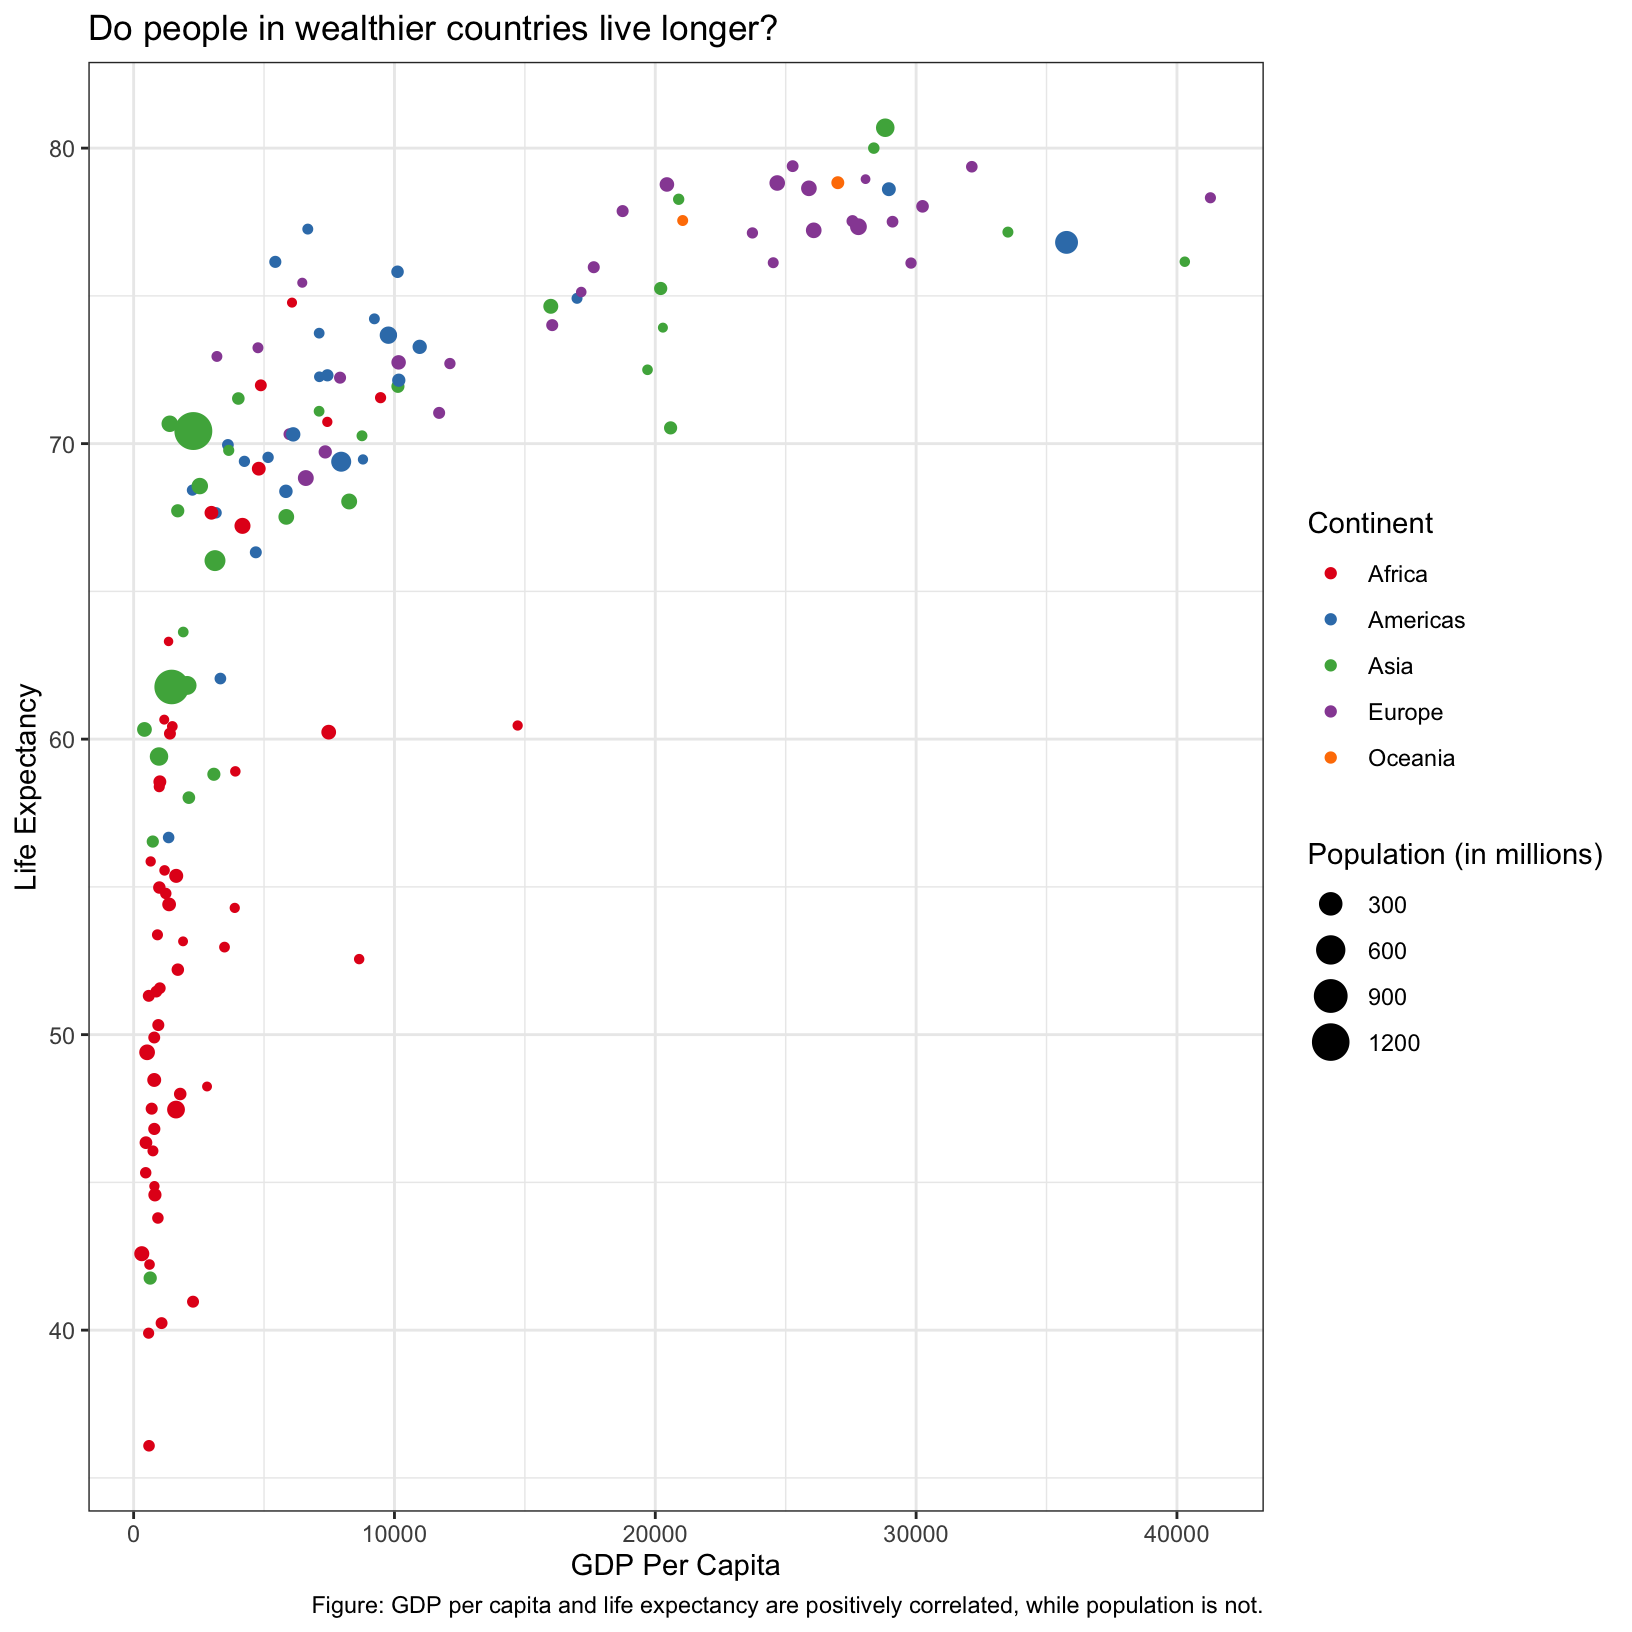 Do people in wealthier countries live longer?
80
70
60
50
40
Life Expectancy
0 10000 20000 30000 40000
GDP Per Capita
Figure: GDP per capita and life expectancy are positively correlated, while population is not.
Continent
Africa
Americas
Asia
Europe
Oceania
Population (in millions)
300
600
900
1200